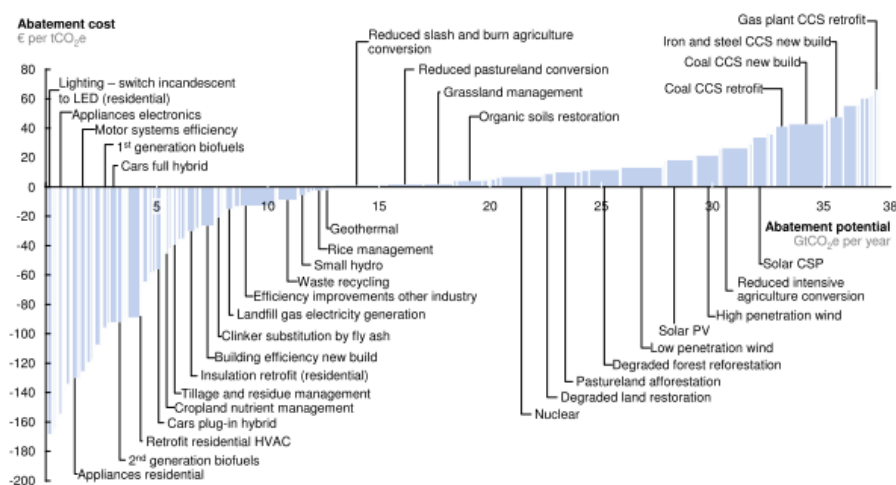 Abatement cost
€ per tCO2e
Gas plant CCS retrofit
Iron and steel CCS new build
Coal CCS new build
Coal CCS retrofit
Reduced slash and burn agriculture
conversion
Reduced pastureland conversion
Grassland management
Organic soils restoration
Lighting – switch incandescent
to LED (residential)
Appliances electronics
Motor systems efficiency
1st generation biofuels
Cars full hybrid
80
60
40
20
0
-20
-40
-60
-80
-100
-120
-140
-160
-180
-200
5
10
15
20
25
30
35
38
Abatement potential
GtCO2e per year
Geothermal
Rice management
Small hydro
Waste recycling
Efficiency improvements other industry
Landfill gas electricity generation
Clinker substitution by fly ash
Building efficiency new build
Insulation retrofit (residential)
Tillage and residue management
Cropland nutrient management
Cars plug-in hybrid
Retrofit residential HVAC
2nd generation biofuels
Appliances residential
Solar CSP
Reduced intensive
agriculture conversion
High penetration wind
Solar PV
Low penetration wind
Degraded forest reforestation
Pastureland afforestation
Degraded land restoration
Nuclear